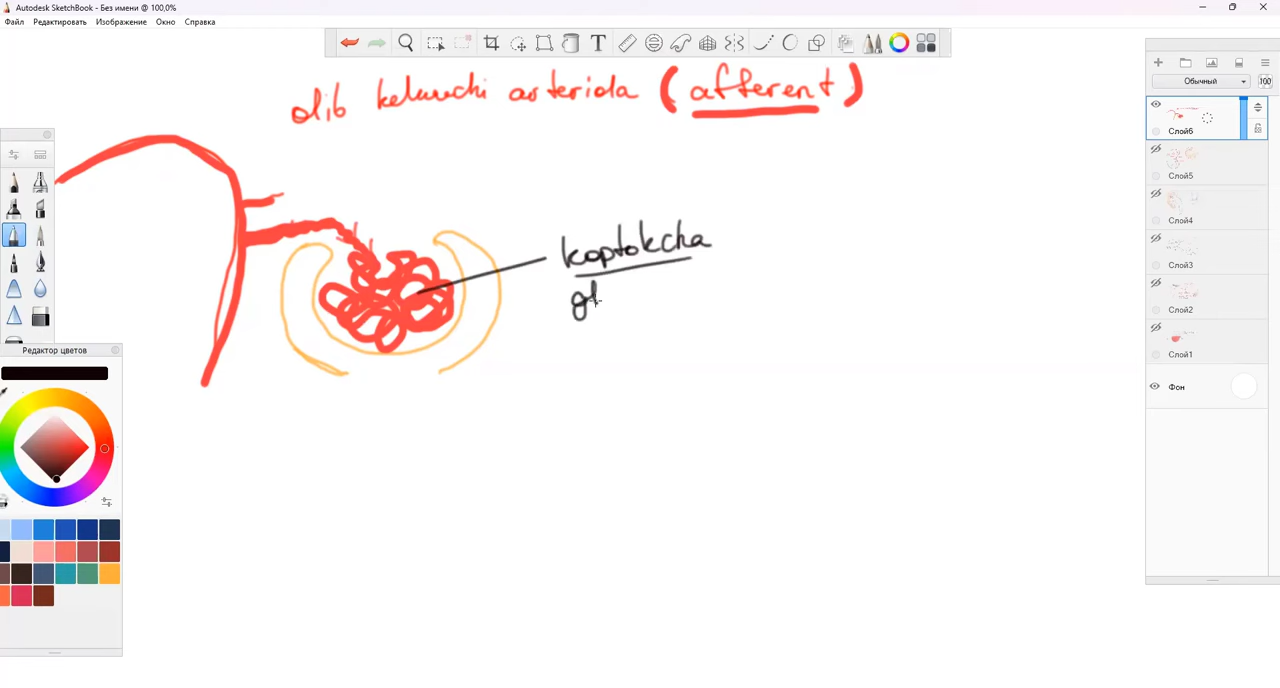 Autodesk SketchBook - Без имени @ 100,0%
Файл Редактировать Изображение Окно Справка
olib keluvchi arteriola (afferent)
koptokcha
gl
Редактор цветов
Обычный 100
Слой6
Слой5
Слой4
Слой3
Слой2
Слой1
Фон